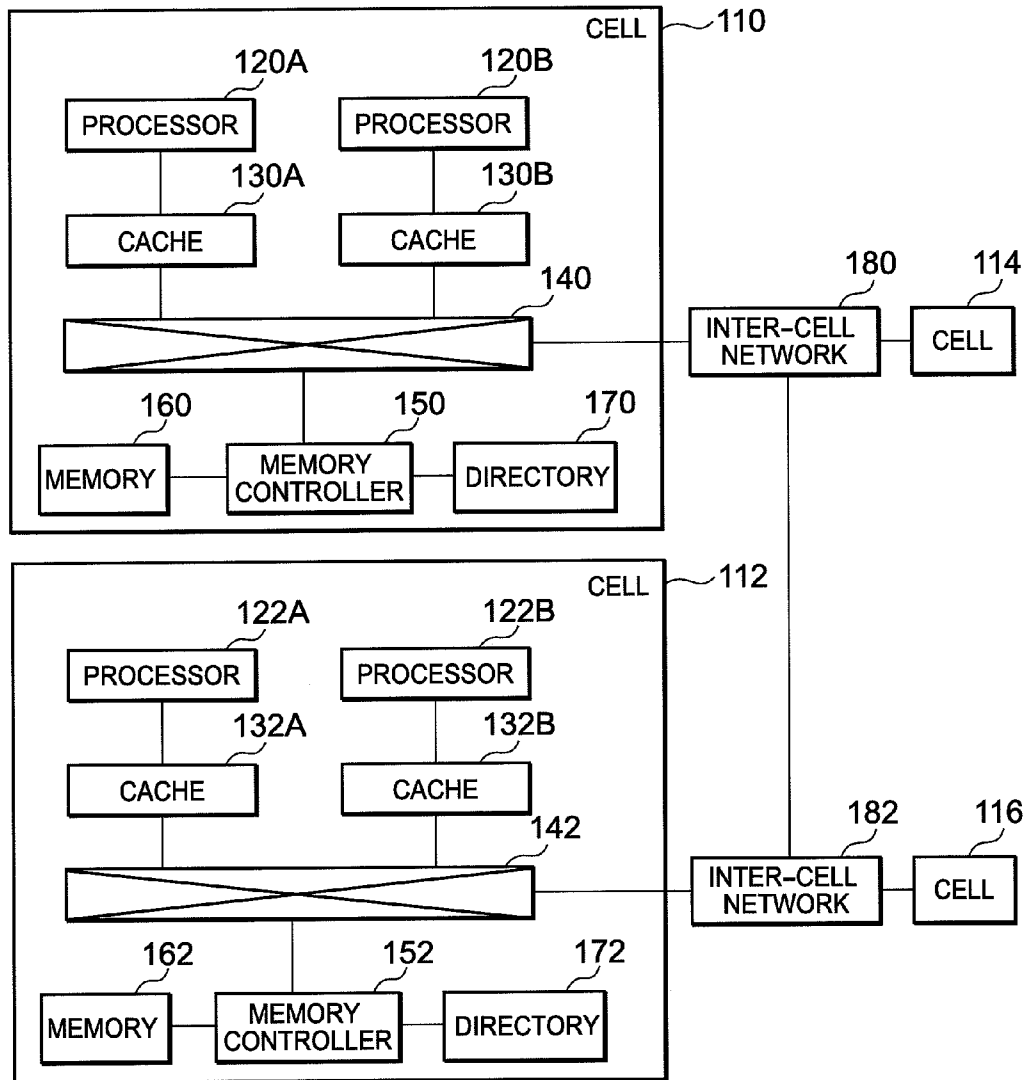 CELL
110
120A
120B
PROCESSOR
PROCESSOR
130A
130B
CACHE
CACHE
140
180
114
INTER-CELL
NETWORK
CELL
160
150
170
MEMORY
MEMORY
CONTROLLER
DIRECTORY
CELL
112
122A
122B
PROCESSOR
PROCESSOR
132A
132B
CACHE
CACHE
142
182
116
INTER-CELL
NETWORK
CELL
162
152
172
MEMORY
MEMORY
CONTROLLER
DIRECTORY